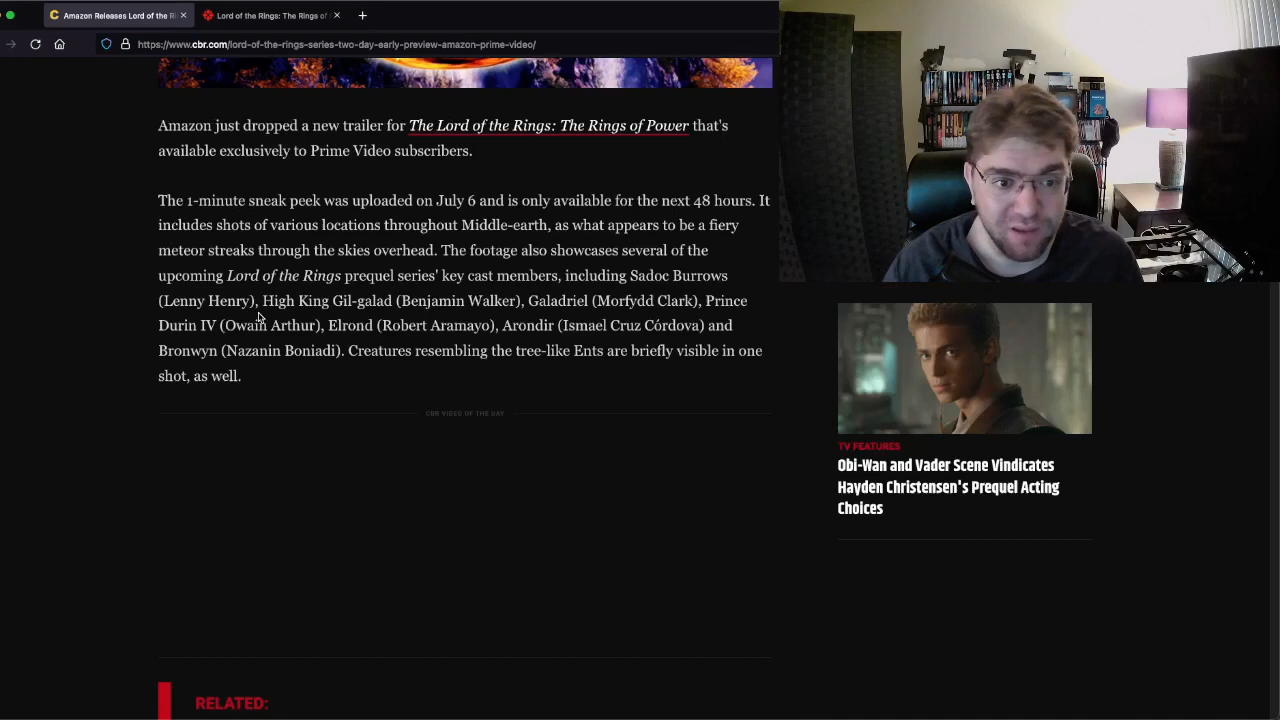 Amazon Releases Lord of the Ri
Lord of the Rings: The Rings of
https://www.cbr.com/lord-of-the-rings-series-two-day-early-preview-amazon-prime-video/
Amazon just dropped a new trailer for The Lord of the Rings: The Rings of Power that's
available exclusively to Prime Video subscribers.
The 1-minute sneak peek was uploaded on July 6 and is only available for the next 48 hours. It
includes shots of various locations throughout Middle-earth, as what appears to be a fiery
meteor streaks through the skies overhead. The footage also showcases several of the
upcoming Lord of the Rings prequel series' key cast members, including Sadoc Burrows
(Lenny Henry), High King Gil-galad (Benjamin Walker), Galadriel (Morfydd Clark), Prince
Durin IV (Owain Arthur), Elrond (Robert Aramayo), Arondir (Ismael Cruz Córdova) and
Bronwyn (Nazanin Boniadi). Creatures resembling the tree-like Ents are briefly visible in one
shot, as well.
CBR VIDEO OF THE DAY
RELATED:
TV FEATURES
Obi-Wan and Vader Scene Vindicates
Hayden Christensen's Prequel Acting
Choices